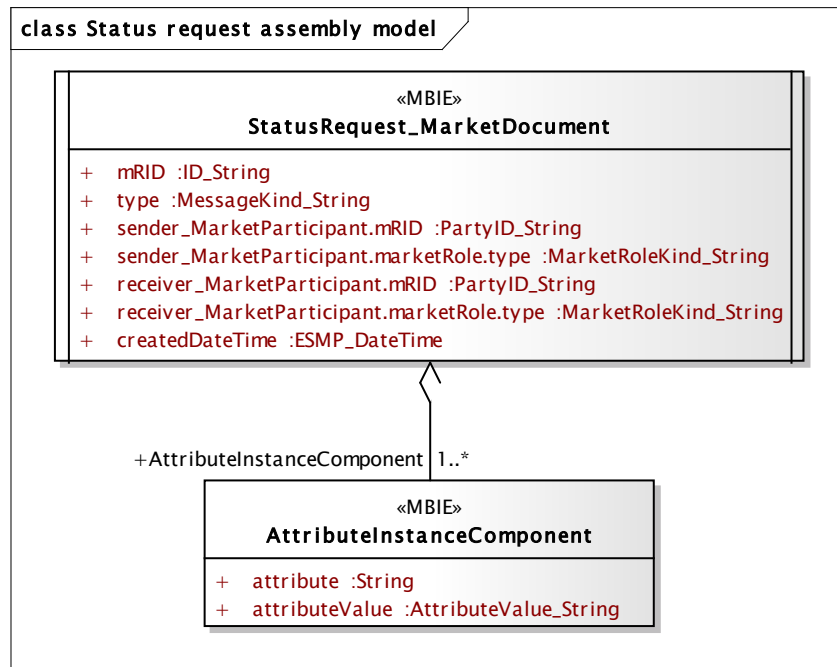 class Status request assembly model
«MBIE»
StatusRequest_MarketDocument
+ mRID :ID_String
+ type :MessageKind_String
+ sender_MarketParticipant.mRID :PartyID_String
+ sender_MarketParticipant.marketRole.type :MarketRoleKind_String
+ receiver_MarketParticipant.mRID :PartyID_String
+ receiver_MarketParticipant.marketRole.type :MarketRoleKind_String
+ createdDateTime :ESMP_DateTime
+AttributeInstanceComponent 1..*
«MBIE»
AttributeInstanceComponent
+ attribute :String
+ attributeValue :AttributeValue_String